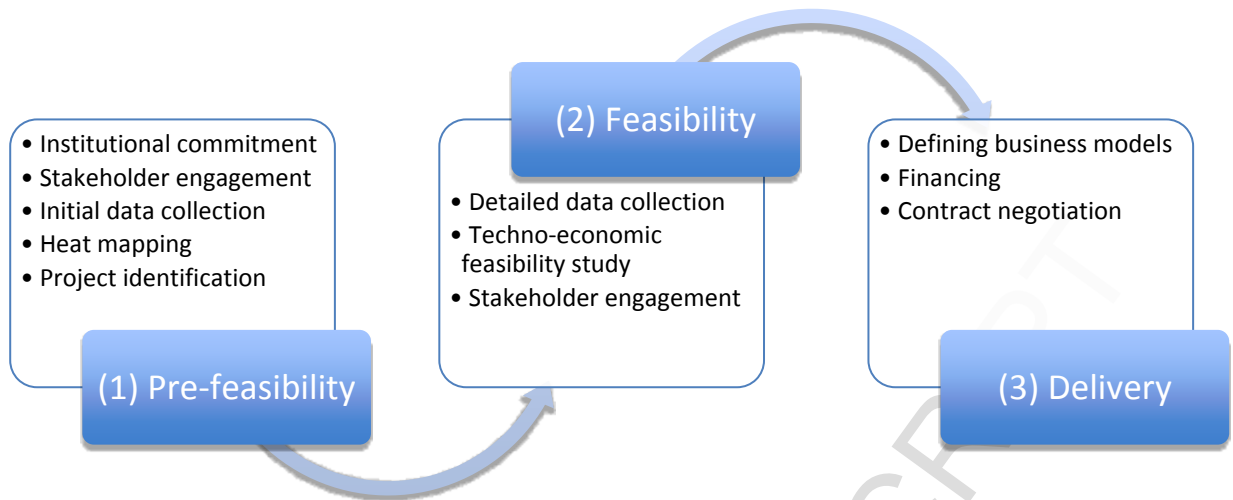 • Institutional commitment
• Stakeholder engagement
• Initial data collection
• Heat mapping
• Project identification
(1) Pre-feasibility
(2) Feasibility
• Detailed data collection
• Techno-economic
feasibility study
• Stakeholder engagement
• Defining business models
• Financing
• Contract negotiation
(3) Delivery